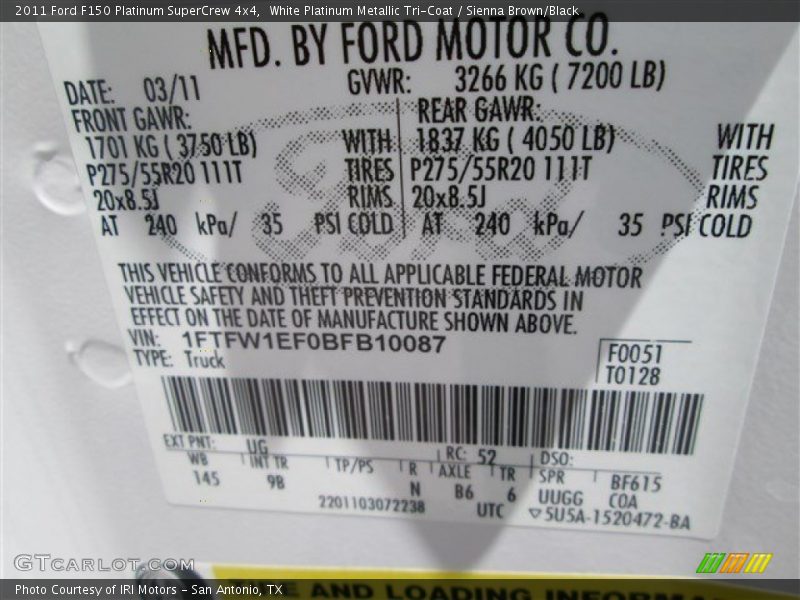 2011 Ford F150 Platinum SuperCrew 4x4, White Platinum Metallic Tri-Coat / Sienna Brown/Black
MFD. BY FORD MOTOR CO.
DATE: 03/11 GVWR: 3266 KG ( 7200 LB)
FRONT GAWR: REAR GAWR:
1701 KG ( 3750 LB) WITH 1837 KG ( 4050 LB) WITH
P275/55R20 111T TIRES P275/55R20 111T TIRES
20x8.5J RIMS 20x8.5J RIMS
AT 240 kPa/ 35 PSI COLD AT 240 kPa/ 35 PSI COLD
Ford
THIS VEHICLE CONFORMS TO ALL APPLICABLE FEDERAL MOTOR
VEHICLE SAFETY AND THEFT PREVENTION STANDARDS IN
EFFECT ON THE DATE OF MANUFACTURE SHOWN ABOVE.
VIN: 1FTFW1EF0BFB10087
TYPE: Truck
F0051
T0128
EXT PNT: UG RC: 52 DSO:
WB INT TR TP/PS R AXLE TR SPR BF615
145 9B N B6 6 UUGG COA
2201103072238 UTC ▽5U5A-1520472-BA
GTCarLot.com
TIRE AND LOADING INFORMA
Photo Courtesy of IRI Motors - San Antonio, TX